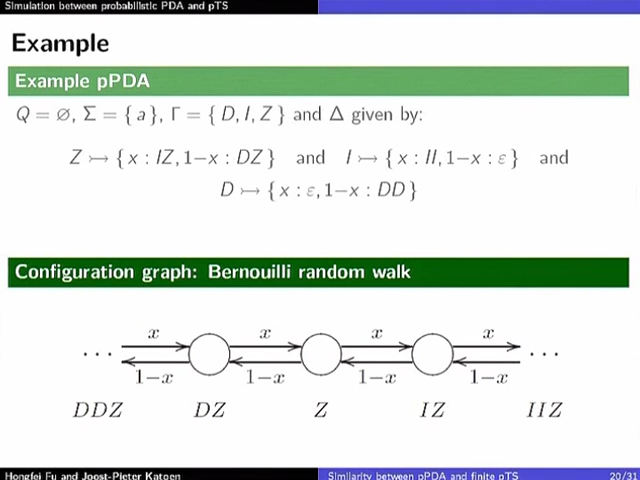 Simulation between probabilistic PDA and pTS
Example
Example pPDA
Q = ∅, Σ = { a }, Γ = { D, I, Z } and Δ given by:
Z ↣ { x : IZ, 1−x : DZ } and I ↣ { x : II, 1−x : ε } and
D ↣ { x : ε, 1−x : DD }
Configuration graph: Bernouilli random walk
x x x x
··· ···
1−x 1−x 1−x 1−x
DDZ DZ Z IZ IIZ
Hongfei Fu and Joost-Pieter Katoen Similarity between pPDA and finite pTS 20/31